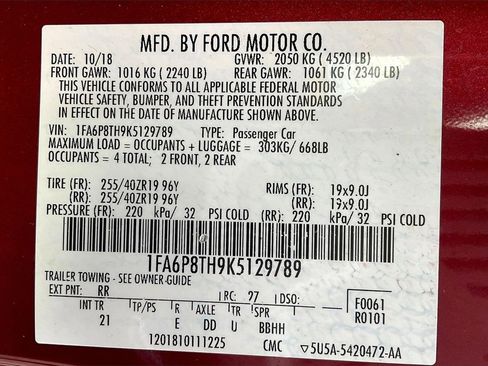 MFD. BY FORD MOTOR CO.
DATE: 10/18 GVWR: 2050 KG ( 4520 LB)
FRONT GAWR: 1016 KG ( 2240 LB) REAR GAWR: 1061 KG ( 2340 LB)
THIS VEHICLE CONFORMS TO ALL APPLICABLE FEDERAL MOTOR
VEHICLE SAFETY, BUMPER, AND THEFT PREVENTION STANDARDS
IN EFFECT ON THE DATE OF MANUFACTURE SHOWN ABOVE.
VIN: 1FA6P8TH9K5129789 TYPE: Passenger Car
MAXIMUM LOAD = OCCUPANTS + LUGGAGE = 303KG/ 668LB
OCCUPANTS = 4 TOTAL; 2 FRONT, 2 REAR
TIRE (FR): 255/40ZR19 96Y RIMS (FR): 19x9.0J
(RR): 255/40ZR19 96Y (RR): 19x9.0J
PRESSURE (FR): 220 kPa/ 32 PSI COLD (RR): 220 kPa/ 32 PSI COLD
1FA6P8TH9K5129789
TRAILER TOWING - SEE OWNER GUIDE
EXT PNT: RR RC: 97 DSO: F0061
INT TR TP/PS R AXLE TR SPR R0101
21 E DD U BBHH
1201810111225 CMC ▽5U5A-5420472-AA